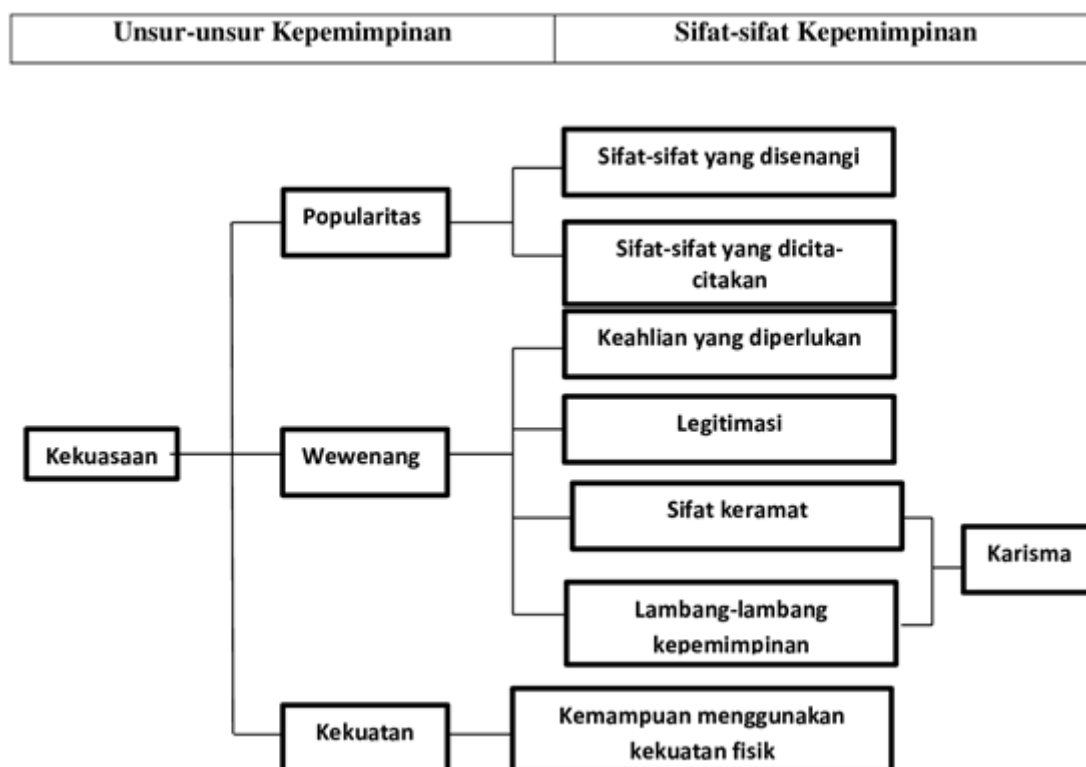 Unsur-unsur Kepemimpinan
Sifat-sifat Kepemimpinan
Sifat-sifat yang disenangi
Popularitas
Sifat-sifat yang dicita-
citakan
Keahlian yang diperlukan
Legitimasi
Kekuasaan
Wewenang
Sifat keramat
Karisma
Lambang-lambang
kepemimpinan
Kekuatan
Kemampuan menggunakan
kekuatan fisik